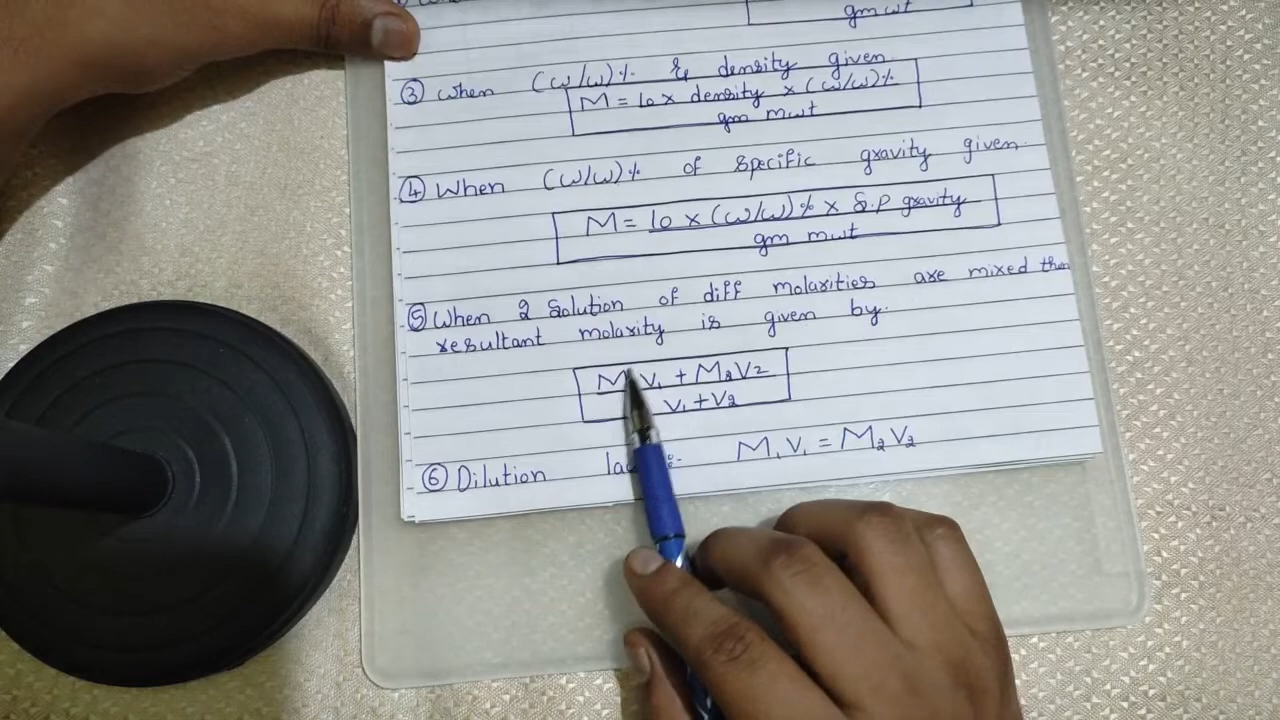 gm wt
③ When (w/w)% & density given
M = 10 x density x (w/w)%
gm mwt
④ When (w/w)% of specific gravity given
M = 10 x (w/w)% x S.P gravity
gm mwt
⑤ When 2 Solution of diff molarities are mixed then
resultant molarity is given by.
M V₁ + M₂V2
V₁ + V₂
⑥ Dilution M₁V₁ = M₂V₂